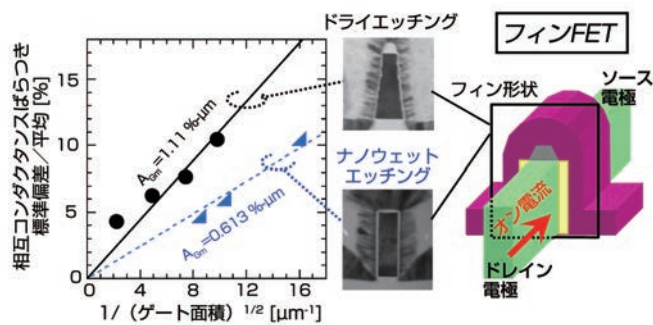 ドライエッチング
フィンFET
15
10
5
0
0 4 8 12 16
相互コンダクタンスばらつき
標準偏差／平均 [%]
1/（ゲート面積）1/2 [μm-1]
AGm=1.11 %-μm
AGm=0.613 %-μm
フィン形状
ナノウェット
エッチング
ソース
電極
オン電流
ドレイン
電極